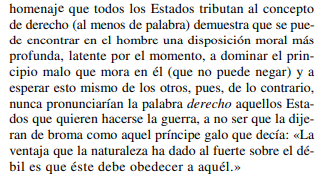 homenaje que todos los Estados tributan al concepto
de derecho (al menos de palabra) demuestra que se pue-
de encontrar en el hombre una disposición moral más
profunda, latente por el momento, a dominar el prin-
cipio malo que mora en él (que no puede negar) y a
esperar esto mismo de los otros, pues, de lo contrario,
nunca pronunciarían la palabra derecho aquellos Esta-
dos que quieren hacerse la guerra, a no ser que la dije-
ran de broma como aquel príncipe galo que decía: «La
ventaja que la naturaleza ha dado al fuerte sobre el dé-
bil es que éste debe obedecer a aquél.»